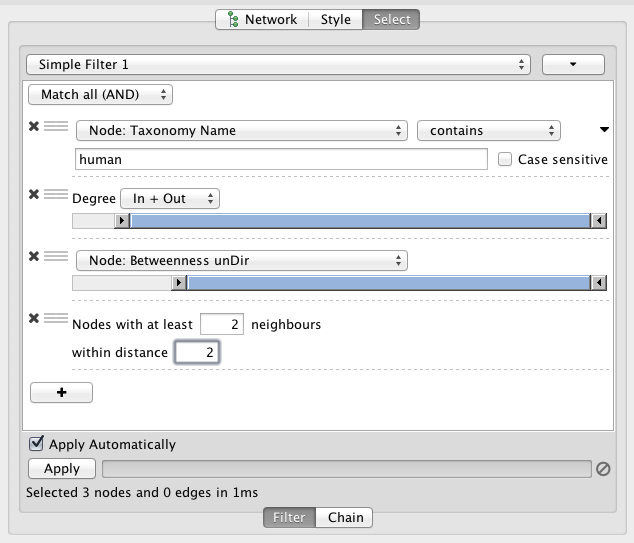 Network Style Select
Simple Filter 1
Match all (AND)
Node: Taxonomy Name contains
human Case sensitive
Degree In + Out
Node: Betweenness unDir
Nodes with at least 2 neighbours
within distance 2
+
Apply Automatically
Apply
Selected 3 nodes and 0 edges in 1ms
Filter Chain